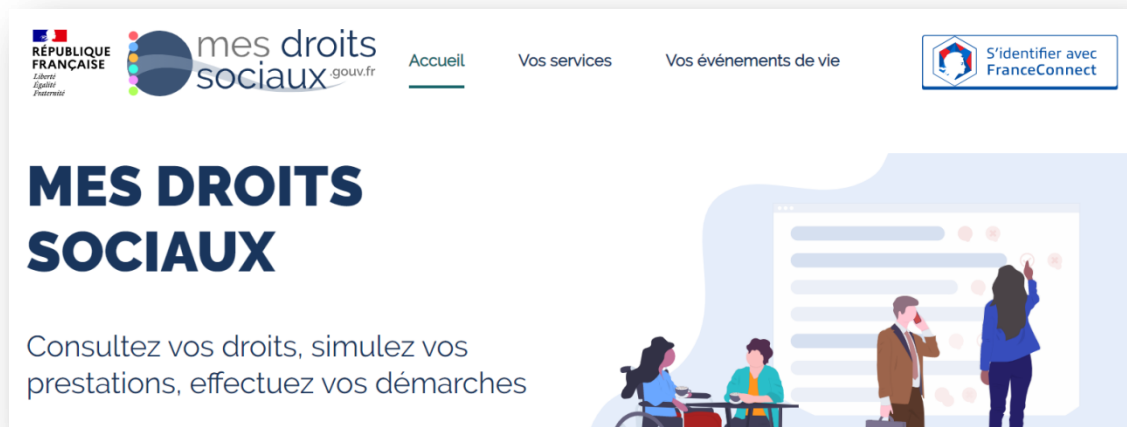 RÉPUBLIQUE
FRANÇAISE
Liberté
Égalité
Fraternité
mes droits
sociaux.gouv.fr
Accueil
Vos services
Vos événements de vie
S'identifier avec
FranceConnect
MES DROITS
SOCIAUX
Consultez vos droits, simulez vos
prestations, effectuez vos démarches